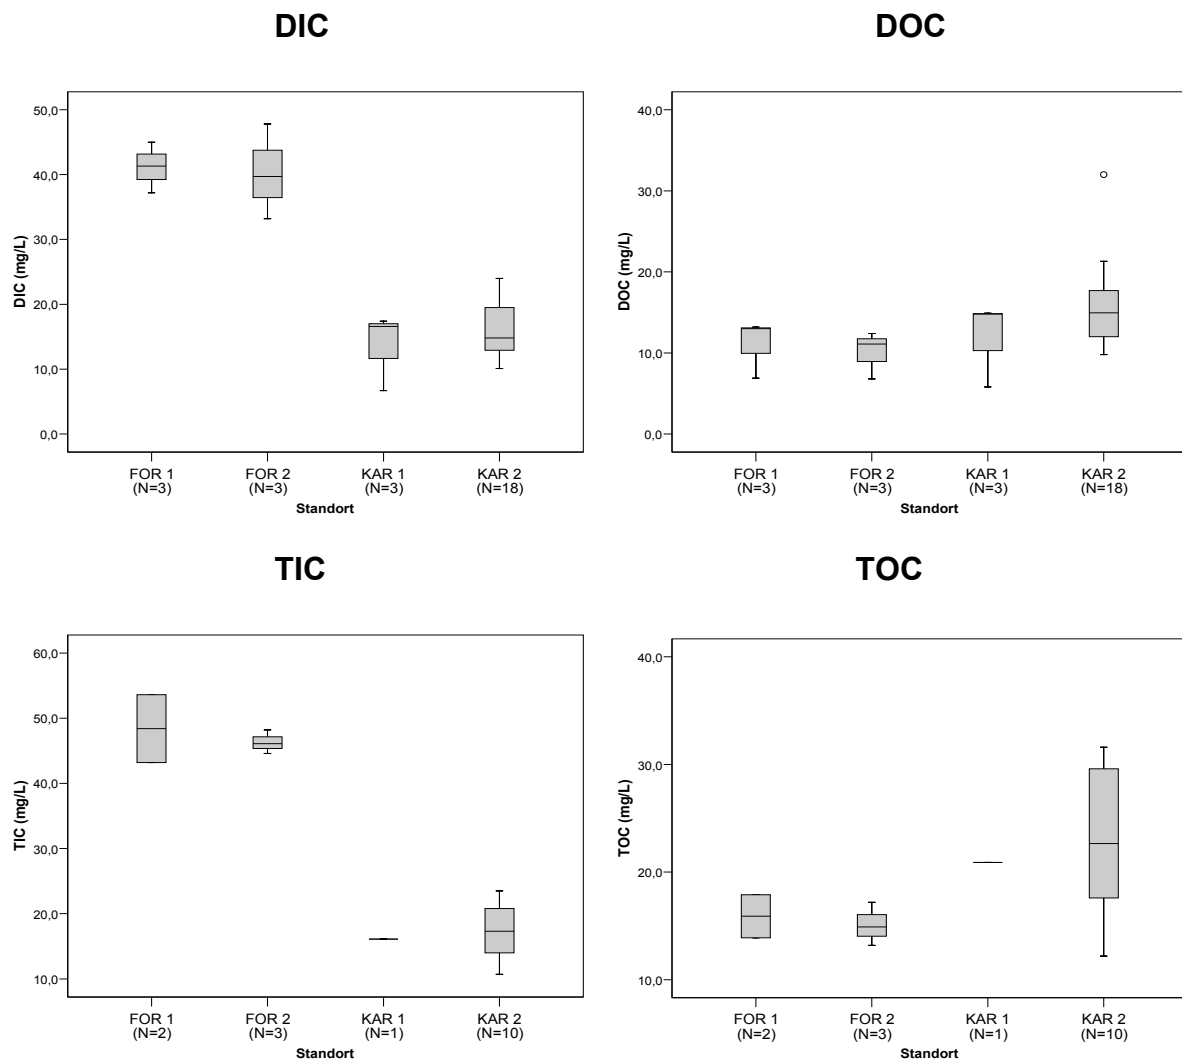 DIC
50,0
40,0
30,0
20,0
10,0
0,0
DIC (mg/L)
FOR 1 FOR 2 KAR 1 KAR 2
(N=3) (N=3) (N=3) (N=18)
Standort
DOC
40,0
30,0
20,0
10,0
0,0
DOC (mg/L)
FOR 1 FOR 2 KAR 1 KAR 2
(N=3) (N=3) (N=3) (N=18)
Standort
TIC
60,0
50,0
40,0
30,0
20,0
10,0
TIC (mg/L)
FOR 1 FOR 2 KAR 1 KAR 2
(N=2) (N=3) (N=1) (N=10)
Standort
TOC
40,0
30,0
20,0
10,0
TOC (mg/L)
FOR 1 FOR 2 KAR 1 KAR 2
(N=2) (N=3) (N=1) (N=10)
Standort